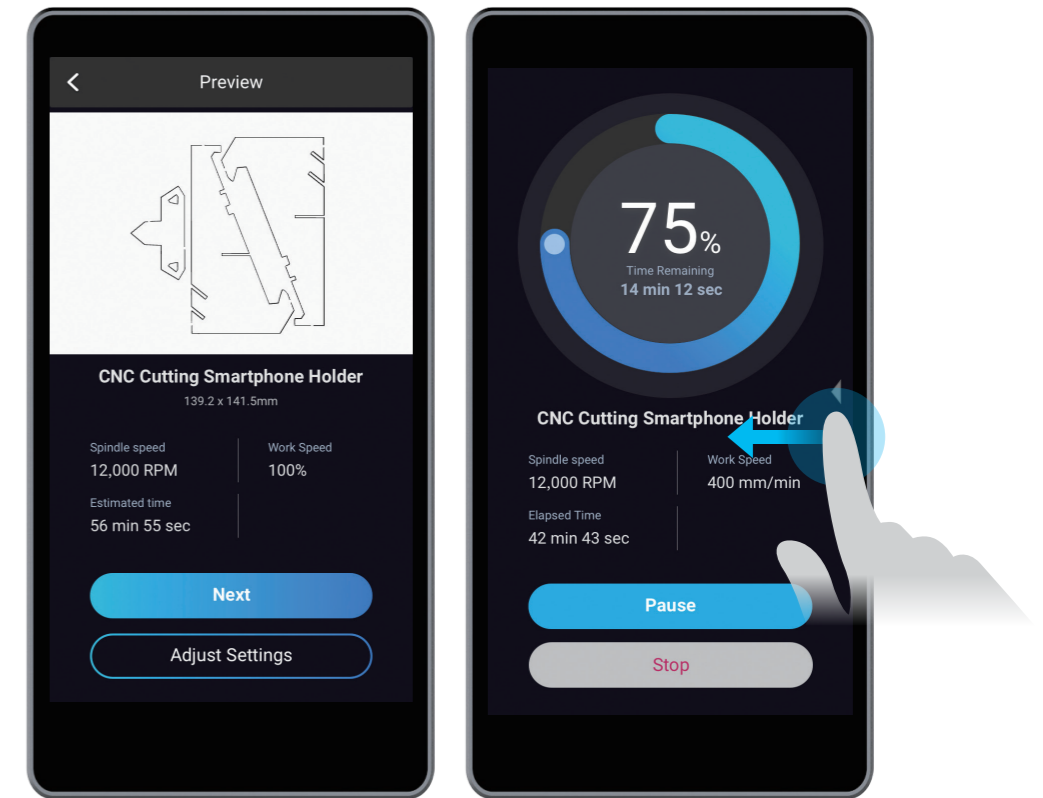 Preview
CNC Cutting Smartphone Holder
139.2 x 141.5mm
Spindle speed
12,000 RPM
Work Speed
100%
Estimated time
56 min 55 sec
Next
Adjust Settings
75%
Time Remaining
14 min 12 sec
CNC Cutting Smartphone Holder
Spindle speed
12,000 RPM
Work Speed
400 mm/min
Elapsed Time
42 min 43 sec
Pause
Stop